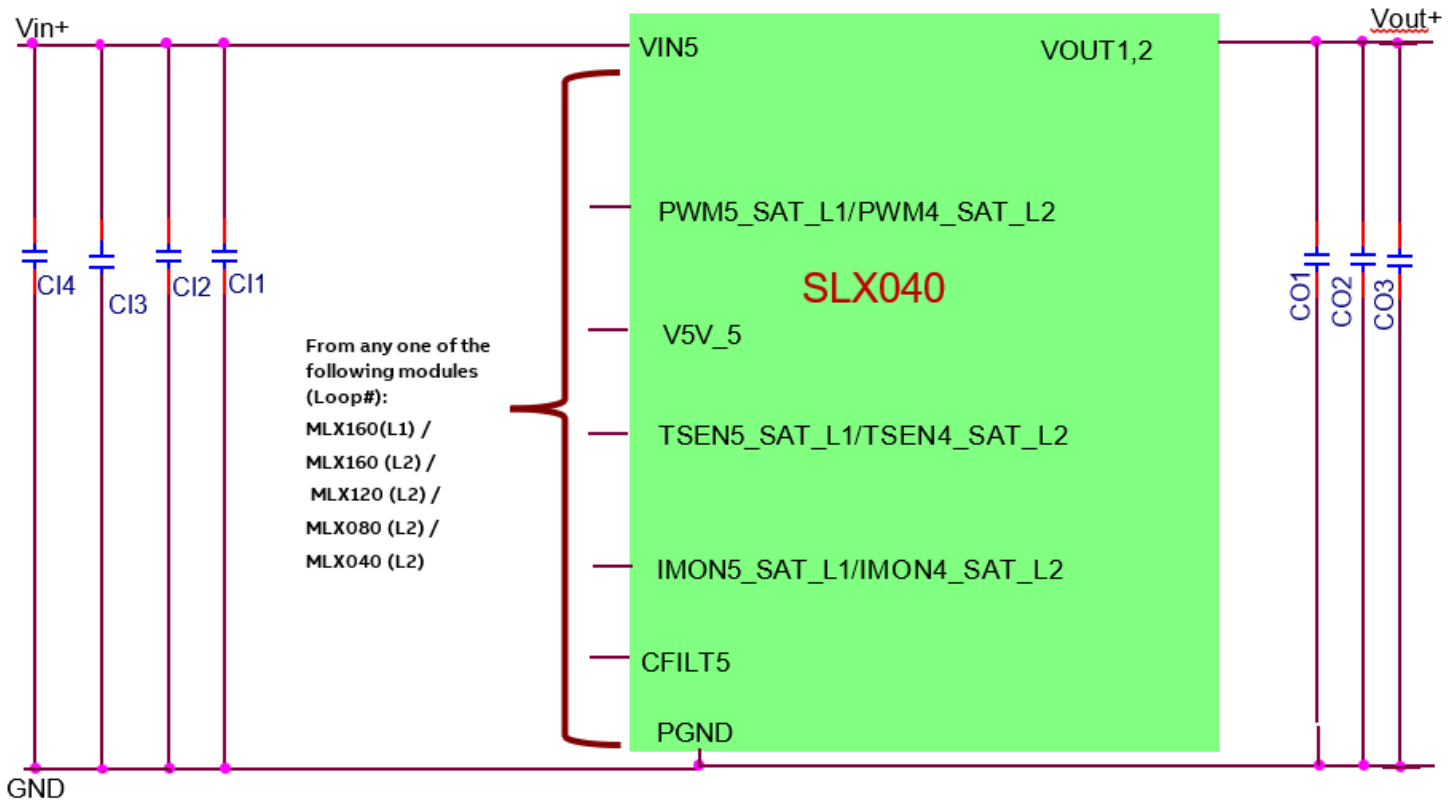 Vin+
Vout+
VIN5
VOUT1,2
PWM5_SAT_L1/PWM4_SAT_L2
SLX040
CI4
CI3
CI2
CI1
CO1
CO2
CO3
V5V_5
From any one of the
following modules
(Loop#):
MLX160(L1) /
MLX160 (L2) /
MLX120 (L2) /
MLX080 (L2) /
MLX040 (L2)
TSEN5_SAT_L1/TSEN4_SAT_L2
IMON5_SAT_L1/IMON4_SAT_L2
CFILT5
PGND
GND